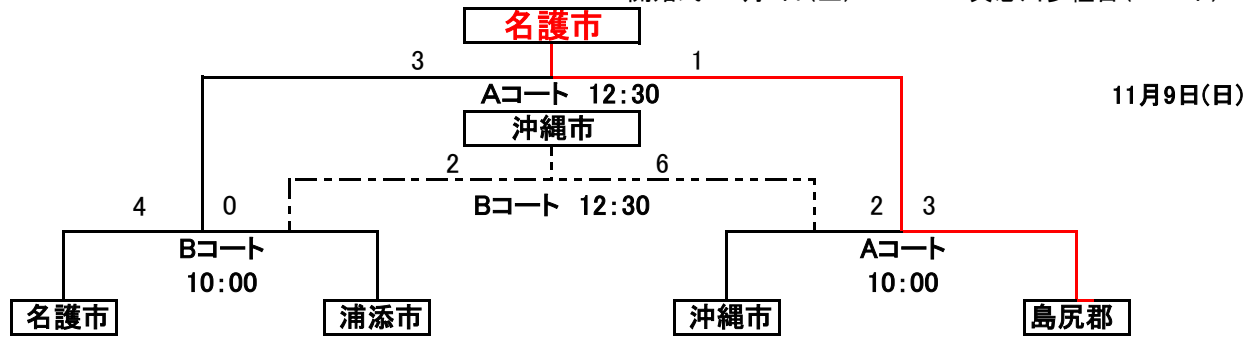 名護市
3 1
Aコート 12:30
11月9日(日)
沖縄市
2 6
Bコート 12:30
4 0
2 3
Bコート
10:00
Aコート
10:00
名護市
浦添市
沖縄市
島尻郡